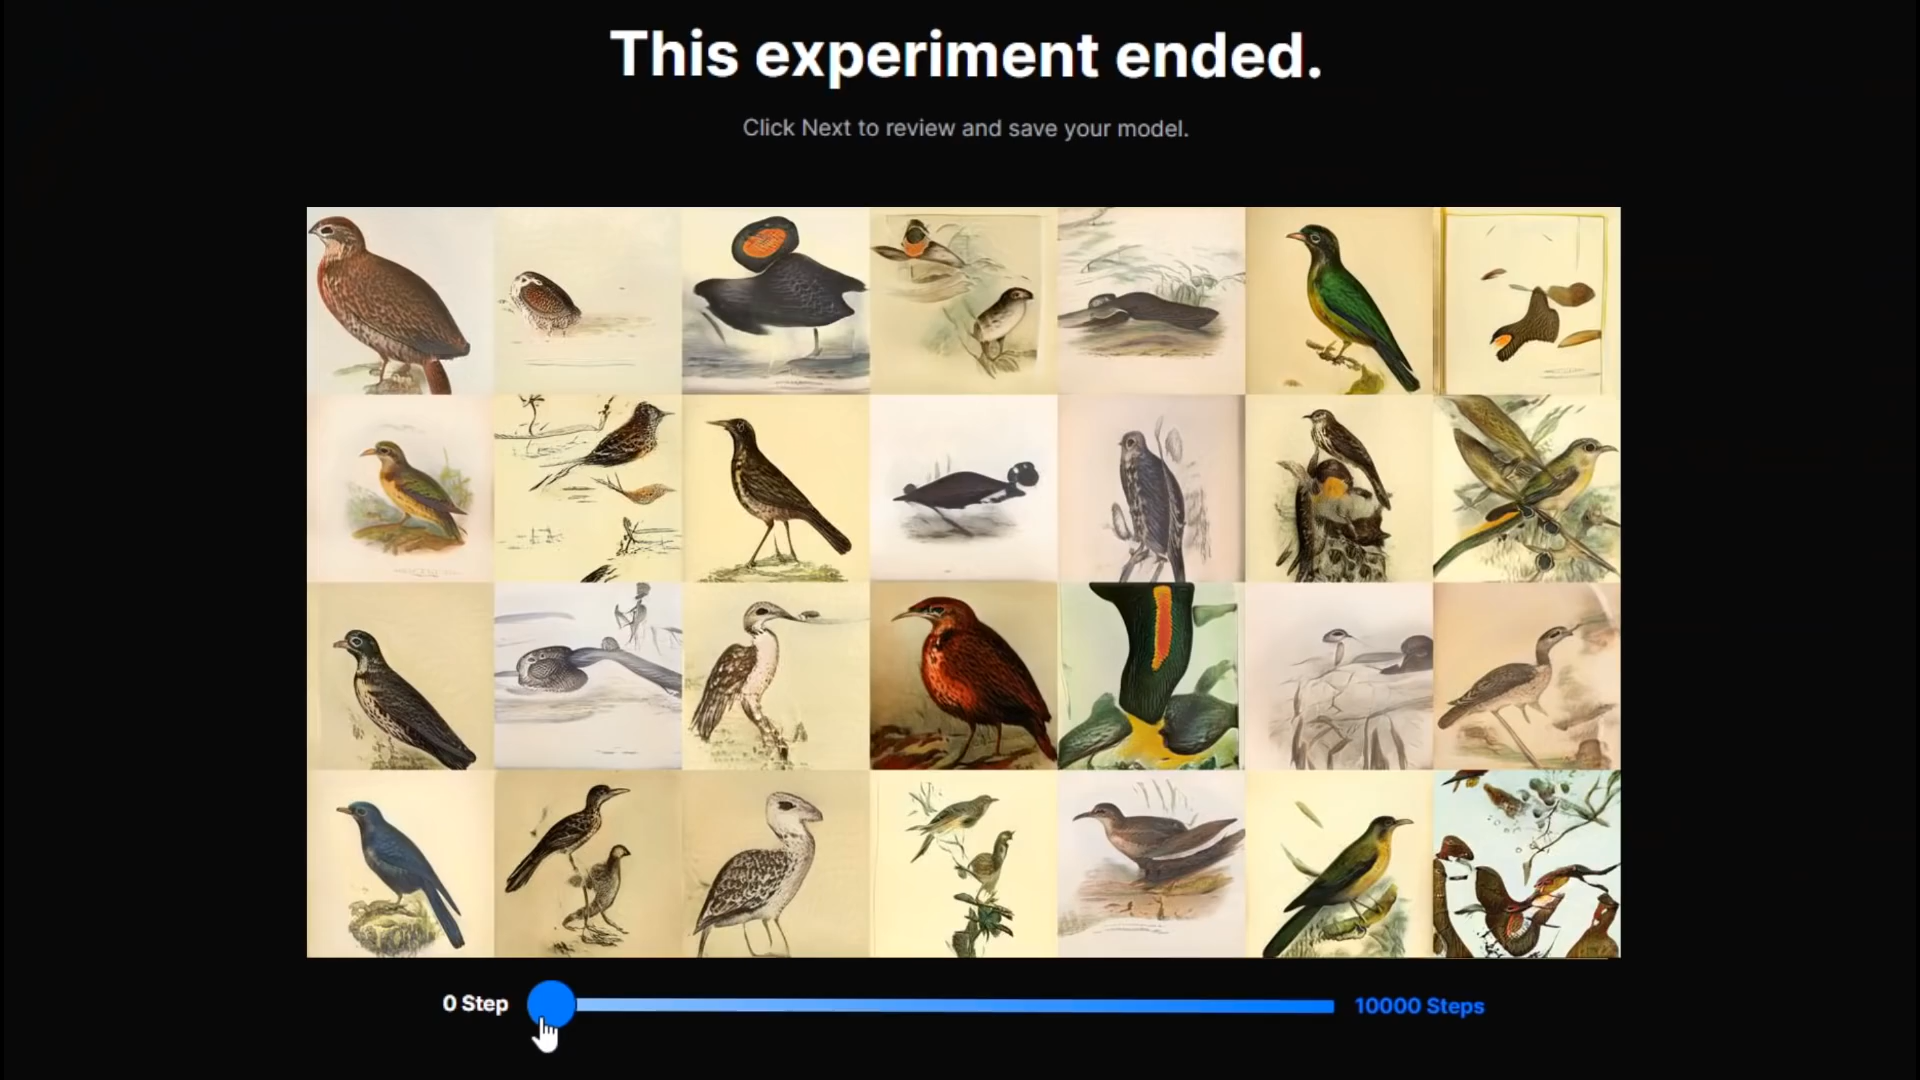 This experiment ended.
Click Next to review and save your model.
0 Step
10000 Steps